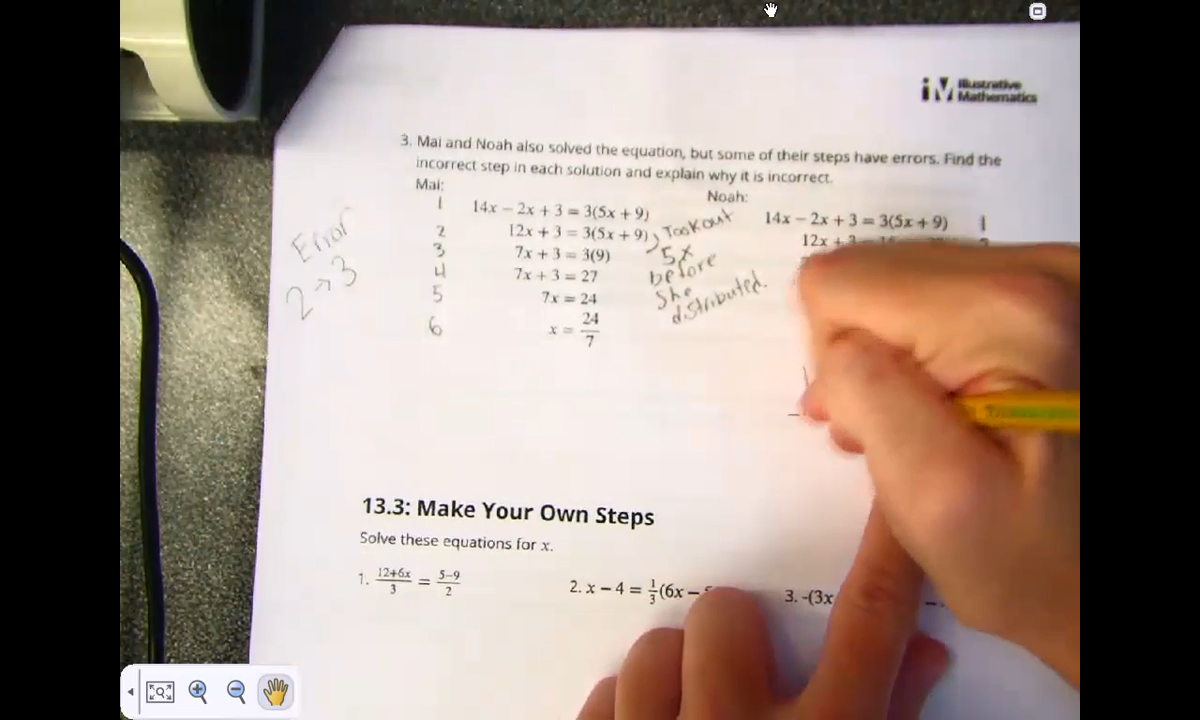 Illustrative
Mathematics
3. Mai and Noah also solved the equation, but some of their steps have errors. Find the
incorrect step in each solution and explain why it is incorrect.
Mai:
1 14x − 2x + 3 = 3(5x + 9)
2 12x + 3 = 3(5x + 9)
3 7x + 3 = 3(9)
4 7x + 3 = 27
5 7x = 24
6 x = 24/7
Error
2 → 3
Took out
5x
before
she
distributed.
Noah:
14x − 2x + 3 = 3(5x + 9) 1
12x +
13.3: Make Your Own Steps
Solve these equations for x.
1. 12+6x/3 = 5−9/2
2. x − 4 = 1/3(6x −
3. -(3x